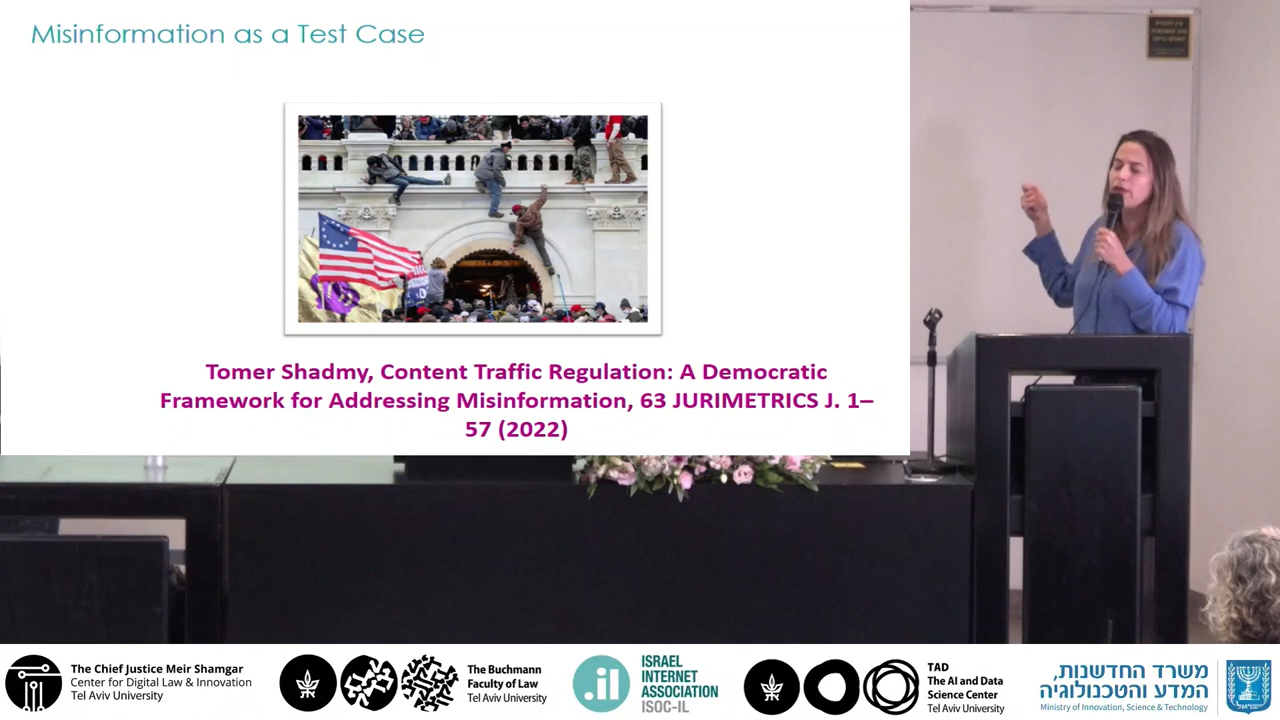 Misinformation as a Test Case
Tomer Shadmy, Content Traffic Regulation: A Democratic
Framework for Addressing Misinformation, 63 JURIMETRICS J. 1–
57 (2022)
The Chief Justice Meir Shamgar
Center for Digital Law & Innovation
Tel Aviv University
The Buchmann
Faculty of Law
Tel Aviv University
.il
ISRAEL
INTERNET
ASSOCIATION
ISOC-IL
TAD
The AI and Data
Science Center
Tel Aviv University
משרד החדשנות,
המדע והטכנולוגיה
Ministry of Innovation, Science & Technology